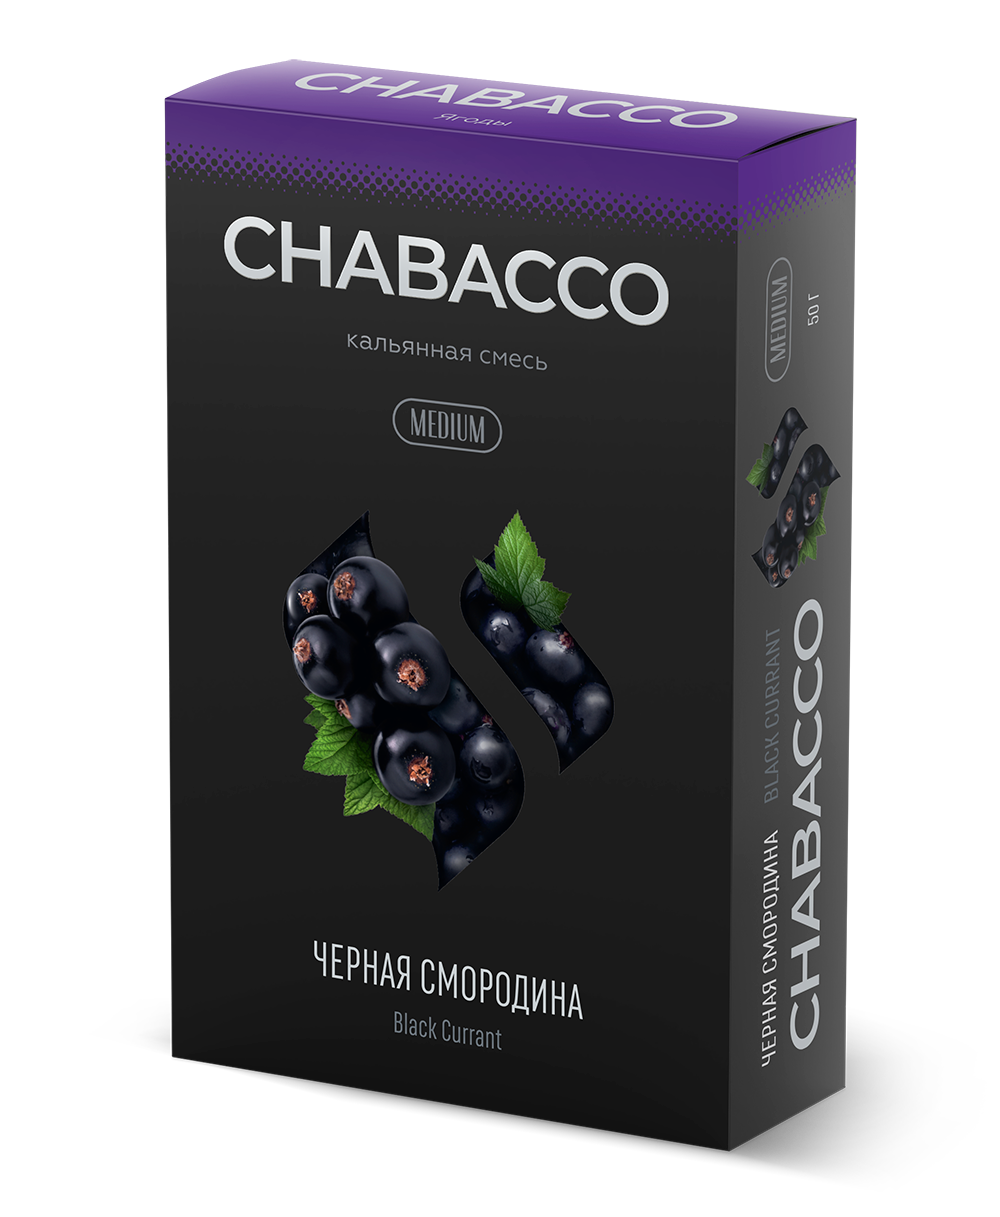 CHABACCO
Ягоды
CHABACCO
кальянная смесь
MEDIUM
ЧЕРНАЯ СМОРОДИНА
Black Currant
MEDIUM
50 Г
ЧЕРНАЯ СМОРОДИНА BLACK CURRANT
CHABACCO